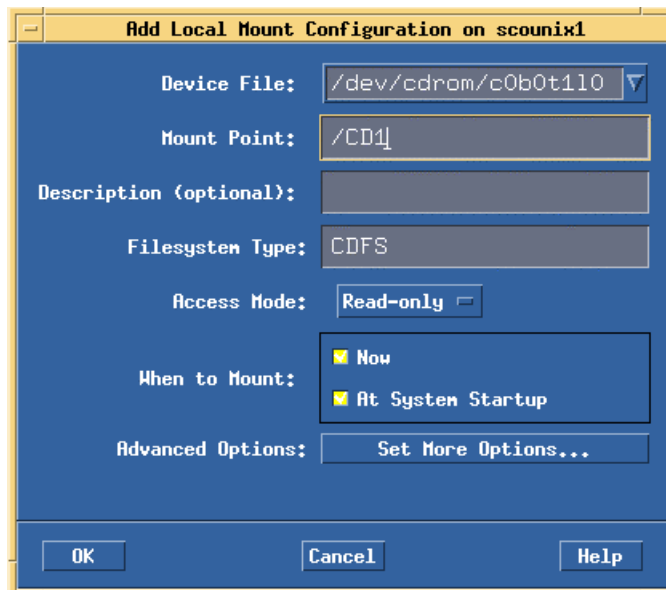 Add Local Mount Configuration on scounix1
Device File: /dev/cdrom/c0b0t1l0
Mount Point: /CD1
Description (optional):
Filesystem Type: CDFS
Access Mode: Read-only
When to Mount:
Now
At System Startup
Advanced Options: Set More Options...
OK Cancel Help